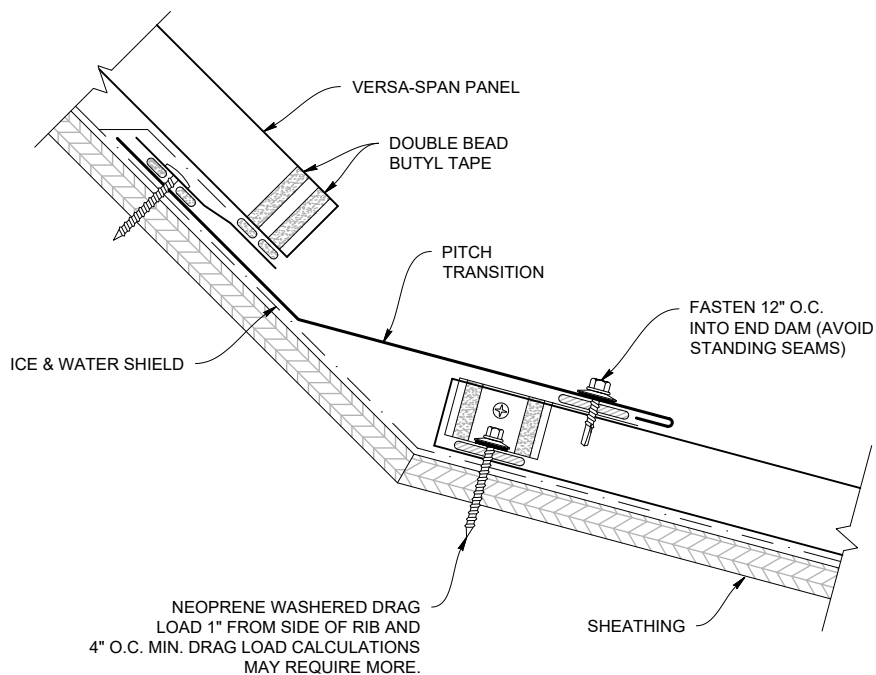 VERSA-SPAN PANEL
DOUBLE BEAD
BUTYL TAPE
PITCH
TRANSITION
FASTEN 12" O.C.
INTO END DAM (AVOID
STANDING SEAMS)
ICE & WATER SHIELD
NEOPRENE WASHERED DRAG
LOAD 1" FROM SIDE OF RIB AND
4" O.C. MIN. DRAG LOAD CALCULATIONS
MAY REQUIRE MORE.
SHEATHING